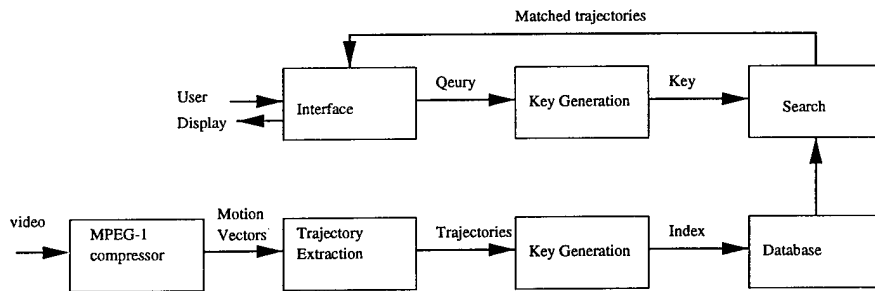 Matched trajectories
User
Display
Interface
Qeury
Key Generation
Key
Search
video
MPEG-1
compressor
Motion
Vectors
Trajectory
Extraction
Trajectories
Key Generation
Index
Database